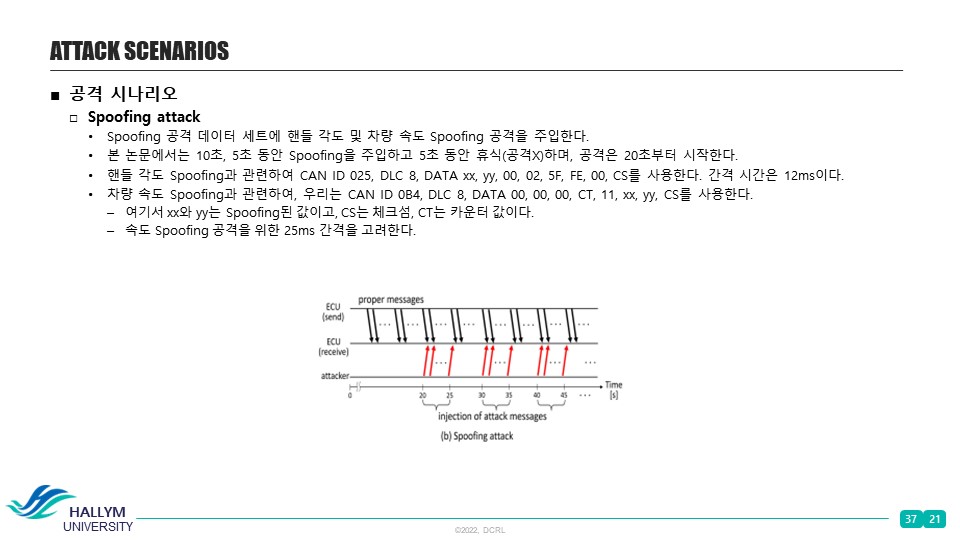 ATTACK SCENARIOS
■ 공격 시나리오
□ Spoofing attack
• Spoofing 공격 데이터 세트에 핸들 각도 및 차량 속도 Spoofing 공격을 주입한다.
• 본 논문에서는 10초, 5초 동안 Spoofing을 주입하고 5초 동안 휴식(공격X)하며, 공격은 20초부터 시작한다.
• 핸들 각도 Spoofing과 관련하여 CAN ID 025, DLC 8, DATA xx, yy, 00, 02, 5F, FE, 00, CS를 사용한다. 간격 시간은 12ms이다.
• 차량 속도 Spoofing과 관련하여, 우리는 CAN ID 0B4, DLC 8, DATA 00, 00, 00, CT, 11, xx, yy, CS를 사용한다.
– 여기서 xx와 yy는 Spoofing된 값이고, CS는 체크섬, CT는 카운터 값이다.
– 속도 Spoofing 공격을 위한 25ms 간격을 고려한다.
proper messages
ECU
(send)
ECU
(receive)
attacker
Time
[s]
0 20 25 30 35 40 45 ...
injection of attack messages
(b) Spoofing attack
HALLYM
UNIVERSITY
©2022, DCRL
37 21